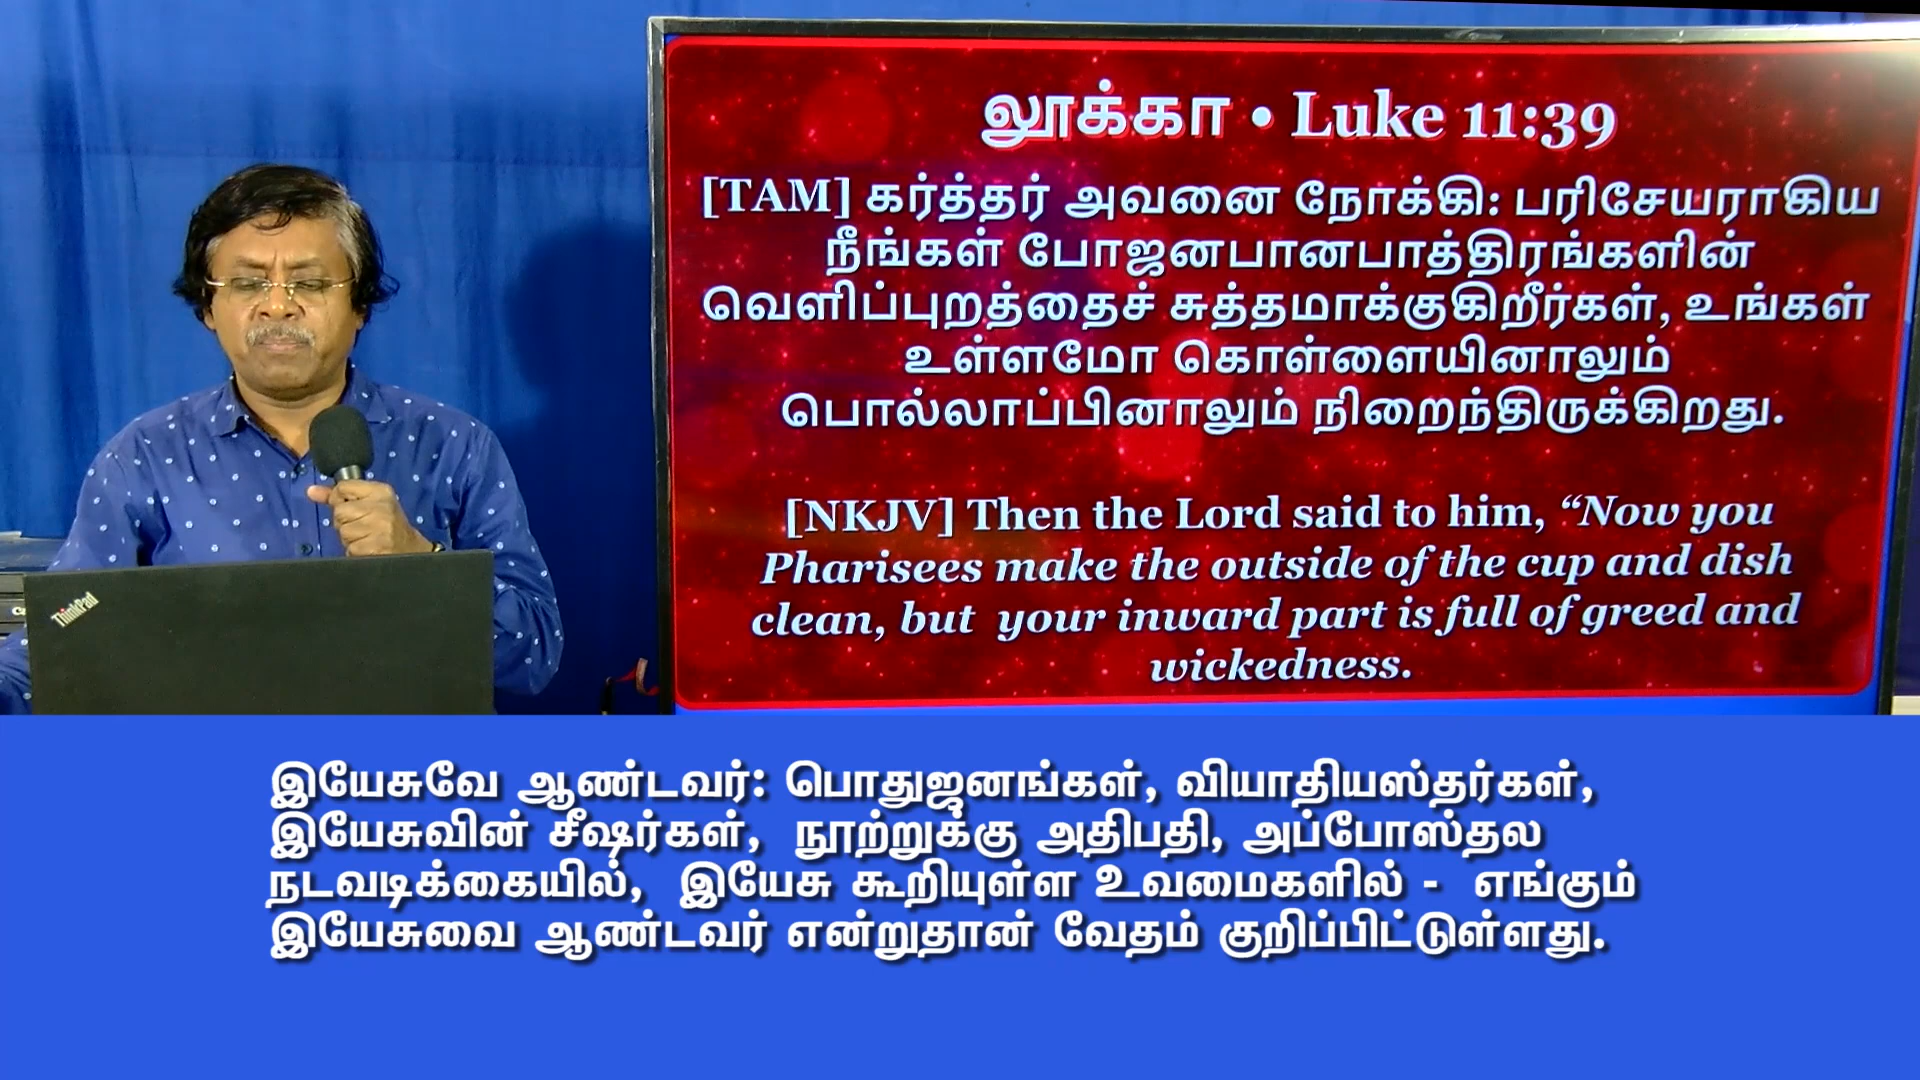 லூக்கா • Luke 11:39
[TAM] கர்த்தர் அவனை நோக்கி: பரிசேயராகிய
நீங்கள் போஜனபானபாத்திரங்களின்
வெளிப்புறத்தைச் சுத்தமாக்குகிறீர்கள், உங்கள்
உள்ளமோ கொள்ளையினாலும்
பொல்லாப்பினாலும் நிறைந்திருக்கிறது.
[NKJV] Then the Lord said to him, “Now you
Pharisees make the outside of the cup and dish
clean, but your inward part is full of greed and
wickedness.
ThinkPad
இயேசுவே ஆண்டவர்: பொதுஜனங்கள், வியாதியஸ்தர்கள்,
இயேசுவின் சீஷர்கள், நூற்றுக்கு அதிபதி, அப்போஸ்தல
நடவடிக்கையில், இயேசு கூறியுள்ள உவமைகளில் - எங்கும்
இயேசுவை ஆண்டவர் என்றுதான் வேதம் குறிப்பிட்டுள்ளது.